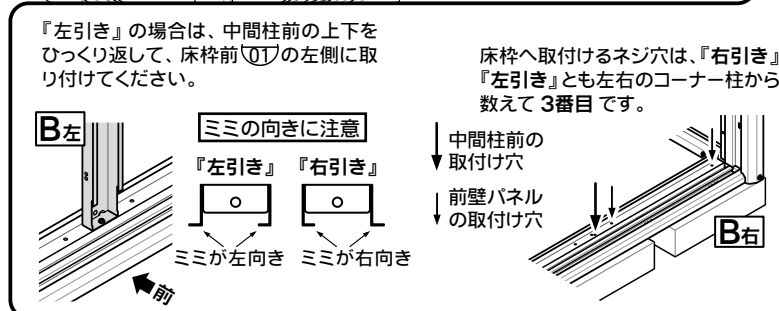 『左引き』の場合は、中間柱前の上下を
ひっくり返して、床枠前01の左側に取
り付けてください。
床枠へ取付けるネジ穴は、『右引き』
『左引き』とも左右のコーナー柱から
数えて 3番目 です。
B左
ミミの向きに注意
『左引き』 『右引き』
ミミが左向き ミミが右向き
前
中間柱前の
取付け穴
前壁パネル
の取付け穴
B右